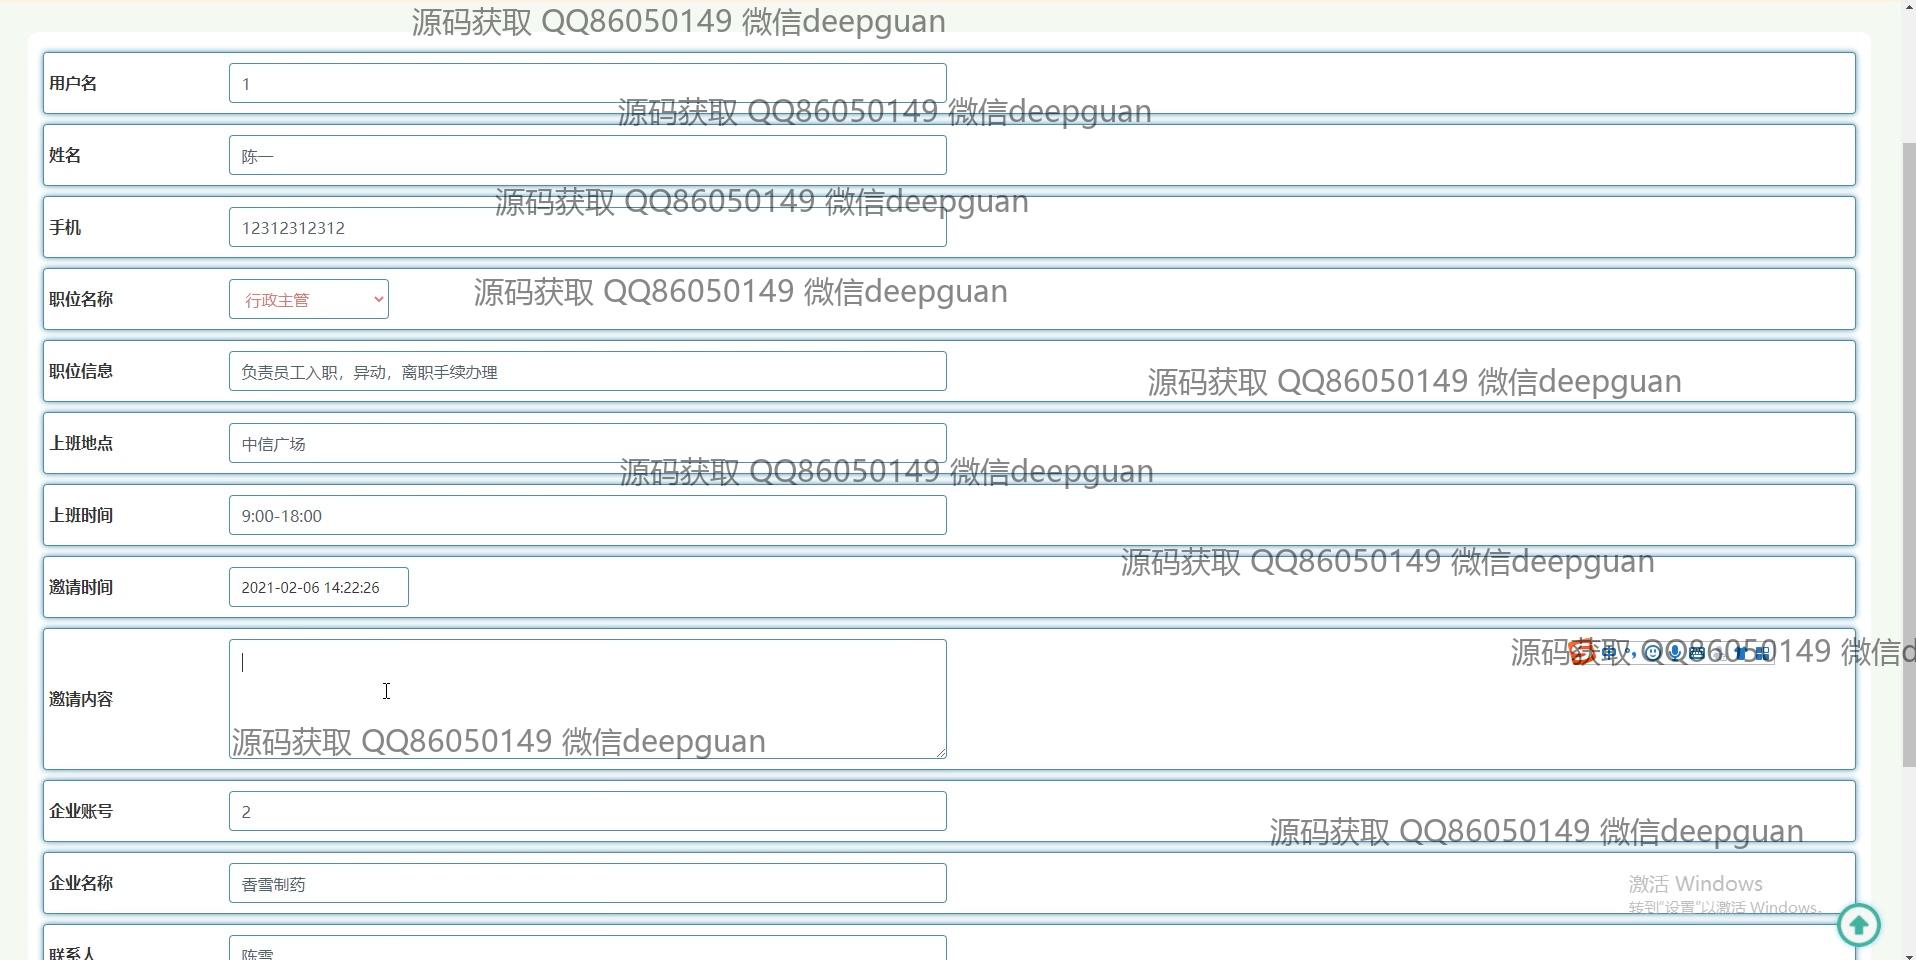 源码获取 QQ86050149 微信deepguan
用户名 1
源码获取 QQ86050149 微信deepguan
姓名 陈一
源码获取 QQ86050149 微信deepguan
手机 12312312312
职位名称 行政主管
源码获取 QQ86050149 微信deepguan
职位信息 负责员工入职，异动，离职手续办理
源码获取 QQ86050149 微信deepguan
上班地点 中信广场
源码获取 QQ86050149 微信deepguan
上班时间 9:00-18:00
源码获取 QQ86050149 微信deepguan
邀请时间 2021-02-06 14:22:26
源码获取 QQ86050149 微信d
中
邀请内容
源码获取 QQ86050149 微信deepguan
企业账号 2
源码获取 QQ86050149 微信deepguan
企业名称 香雪制药
激活 Windows
转到“设置”以激活 Windows。
联系人 陈雪